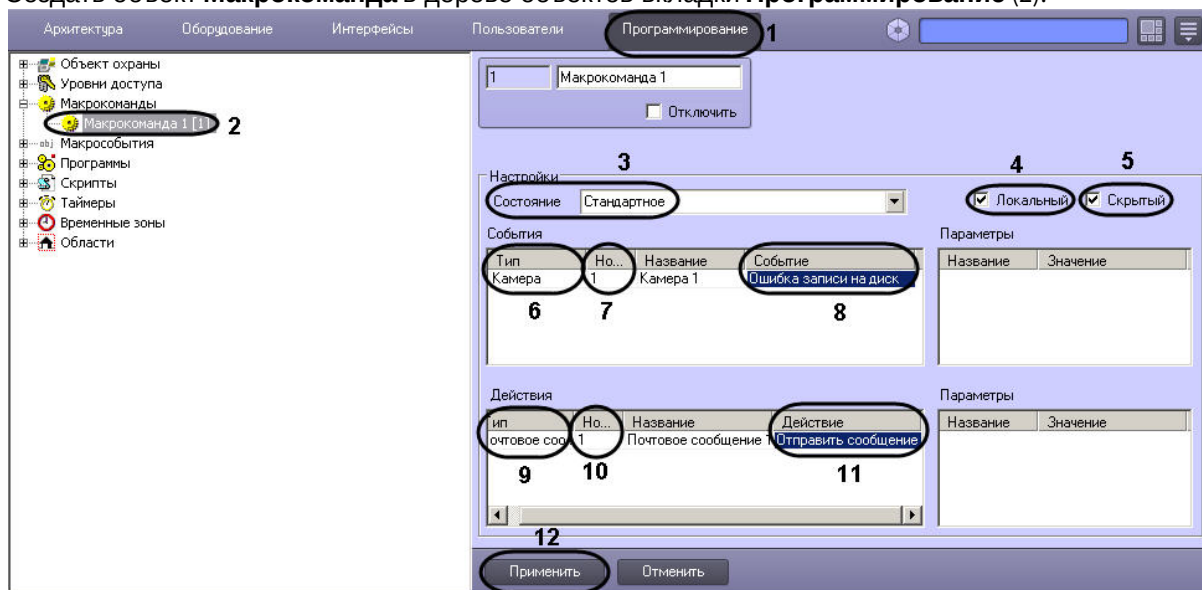 Создать объект Макрокоманда в дереве объектов вкладки Программирование (2).
Архитектура Оборудование Интерфейсы Пользователи Программирование 1
Объект охраны
Уровни доступа
Макрокоманды
Макрокоманда 1 [1] 2
obj Макрособытия
Программы
Скрипты
Таймеры
Временные зоны
Области
1 Макрокоманда 1
Отключить
3 4 5
Настройки
Состояние Стандартное Локальный Скрытый
События Параметры
Тип Но... Название Событие Название Значение
Камера 1 Камера 1 Ошибка записи на диск
6 7 8
Действия Параметры
ип Но... Название Действие Название Значение
очтовое соо 1 Почтовое сообщение 1 Отправить сообщение
9 10 11
12
Применить Отменить